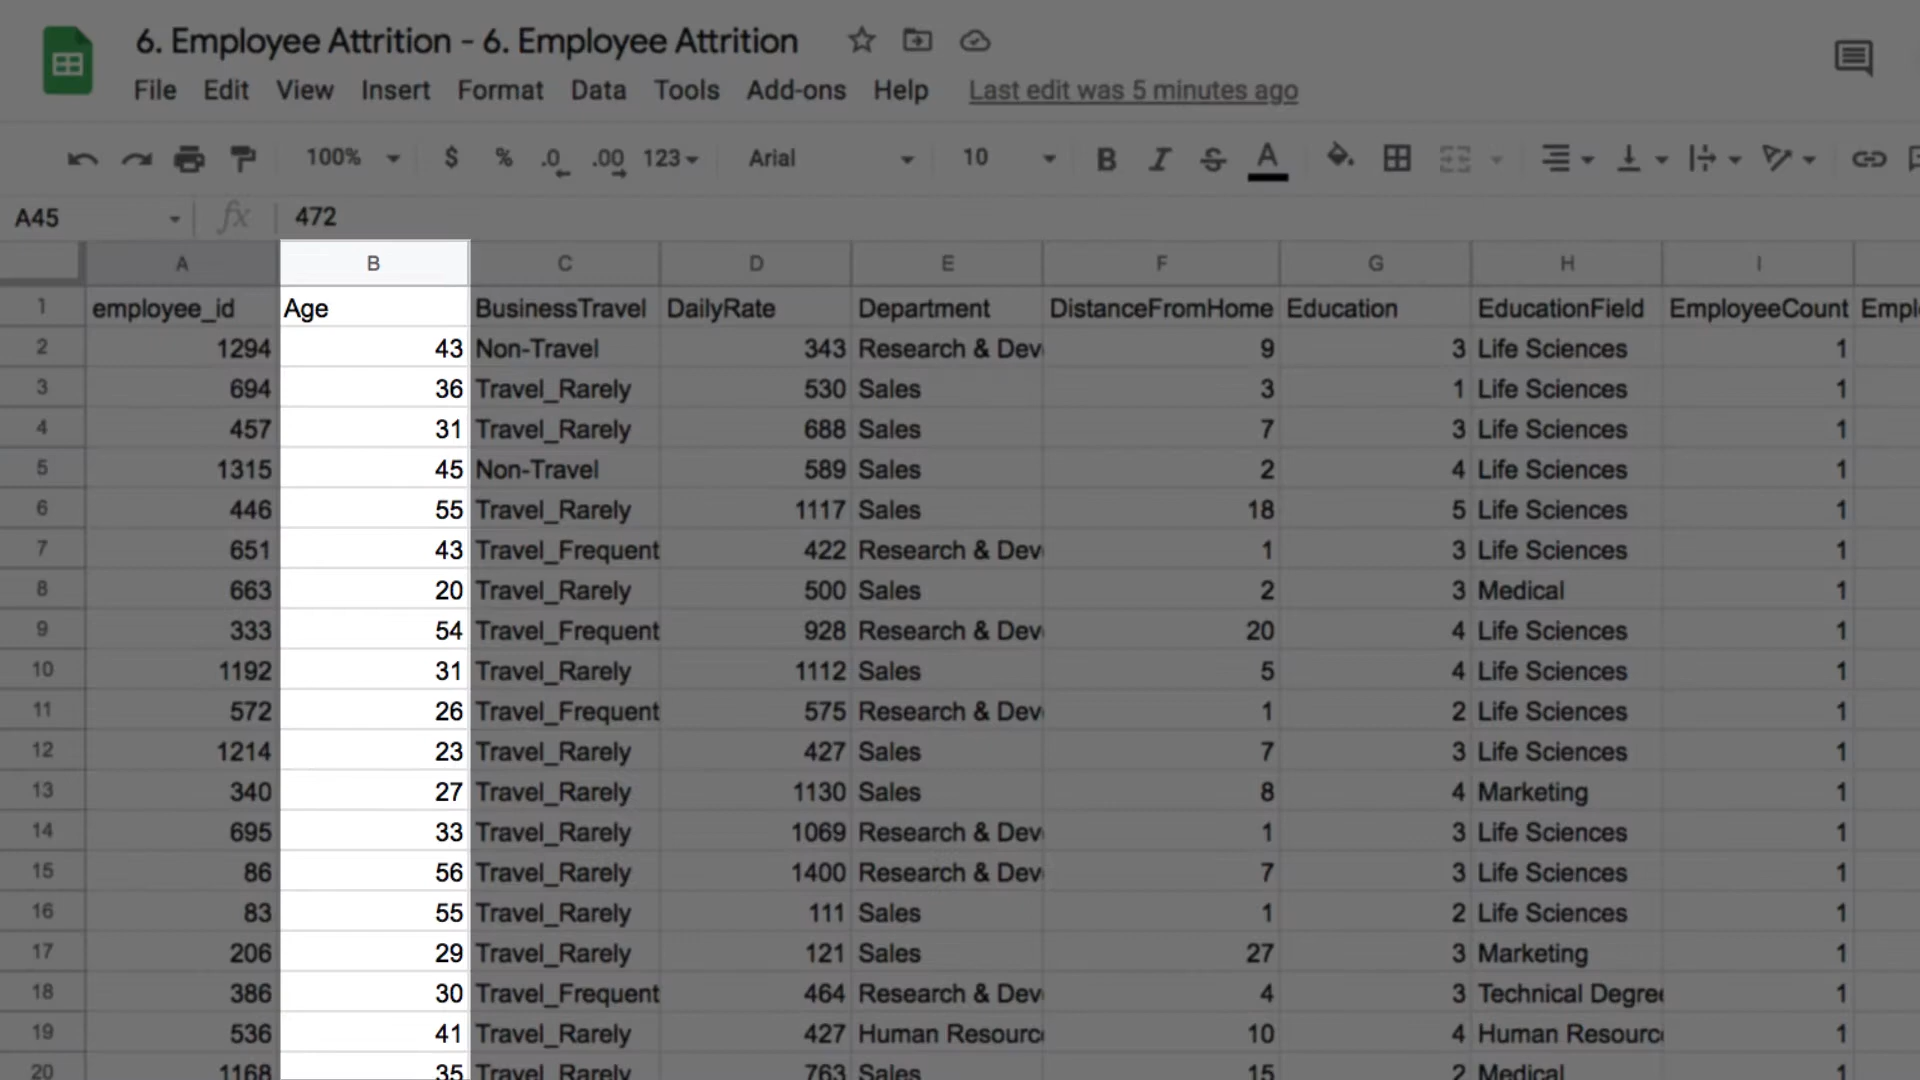 6. Employee Attrition - 6. Employee Attrition
File Edit View Insert Format Data Tools Add-ons Help Last edit was 5 minutes ago
100% $ % .0 .00 123 Arial 10 B I S A
A45 fx 472
A B C D E F G H I
1 employee_id Age BusinessTravel DailyRate Department DistanceFromHome Education EducationField EmployeeCount Empl
2 1294 43 Non-Travel 343 Research & Dev 9 3 Life Sciences 1
3 694 36 Travel_Rarely 530 Sales 3 1 Life Sciences 1
4 457 31 Travel_Rarely 688 Sales 7 3 Life Sciences 1
5 1315 45 Non-Travel 589 Sales 2 4 Life Sciences 1
6 446 55 Travel_Rarely 1117 Sales 18 5 Life Sciences 1
7 651 43 Travel_Frequent 422 Research & Dev 1 3 Life Sciences 1
8 663 20 Travel_Rarely 500 Sales 2 3 Medical 1
9 333 54 Travel_Frequent 928 Research & Dev 20 4 Life Sciences 1
10 1192 31 Travel_Rarely 1112 Sales 5 4 Life Sciences 1
11 572 26 Travel_Frequent 575 Research & Dev 1 2 Life Sciences 1
12 1214 23 Travel_Rarely 427 Sales 7 3 Life Sciences 1
13 340 27 Travel_Rarely 1130 Sales 8 4 Marketing 1
14 695 33 Travel_Rarely 1069 Research & Dev 1 3 Life Sciences 1
15 86 56 Travel_Rarely 1400 Research & Dev 7 3 Life Sciences 1
16 83 55 Travel_Rarely 111 Sales 1 2 Life Sciences 1
17 206 29 Travel_Rarely 121 Sales 27 3 Marketing 1
18 386 30 Travel_Frequent 464 Research & Dev 4 3 Technical Degree 1
19 536 41 Travel_Rarely 427 Human Resourc 10 4 Human Resourc 1
20 1168 35 Travel_Rarely 763 Sales 15 2 Medical 1